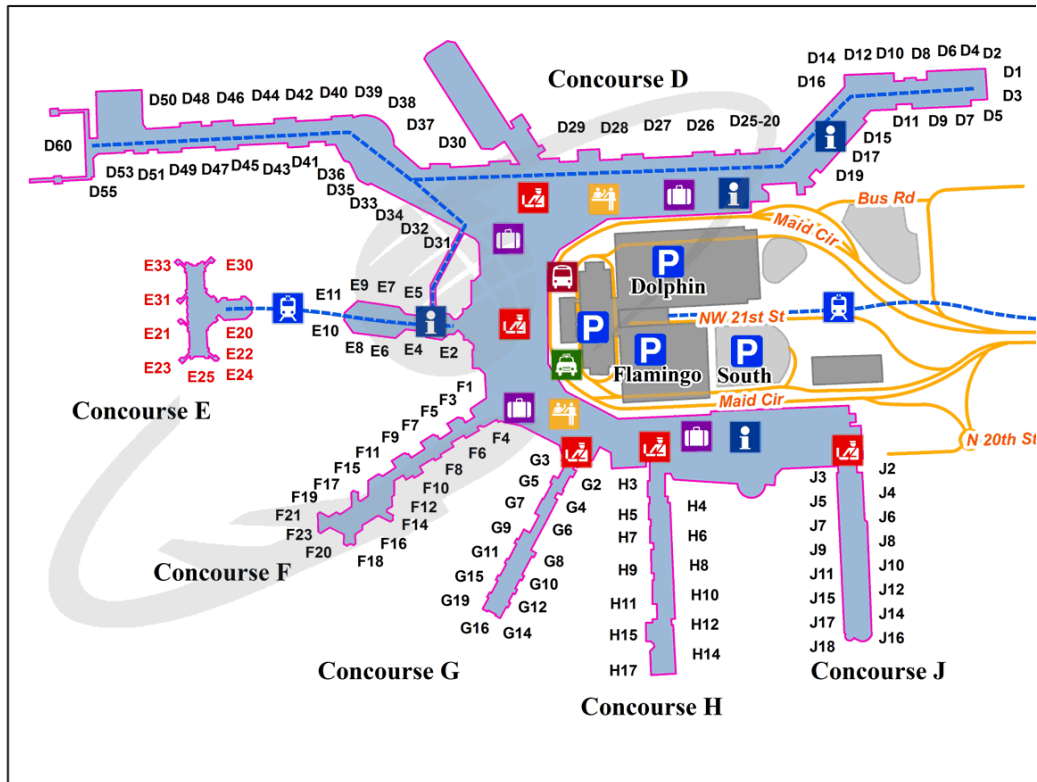 Concourse D
D14
D12
D10
D8
D6
D4
D2
D16
D1
D3
D5
D7
D9
D11
D15
D17
D19
D50
D48
D46
D44
D42
D40
D39
D38
D37
D30
D29
D28
D27
D26
D25-20
D60
D55
D53
D51
D49
D47
D45
D43
D41
D36
D35
D33
D34
D32
D31
Bus Rd
Maid Cir
P
Dolphin
NW 21st St
P
P
Flamingo
P
South
Maid Cir
N 20th St
i
i
i
i
E33
E30
E31
E21
E20
E22
E23
E25
E24
Concourse E
E11
E9
E7
E5
E10
E8
E6
E4
E2
F1
F3
F5
F7
F9
F11
F15
F17
F19
F21
F23
F20
F18
F16
F14
F12
F10
F8
F6
F4
Concourse F
G3
G2
G5
G4
G7
G6
G9
G8
G11
G10
G15
G12
G19
G14
G16
Concourse G
H3
H4
H5
H6
H7
H8
H9
H10
H11
H12
H15
H14
H17
Concourse H
J3
J2
J5
J4
J7
J6
J9
J8
J11
J10
J15
J12
J17
J14
J18
J16
Concourse J